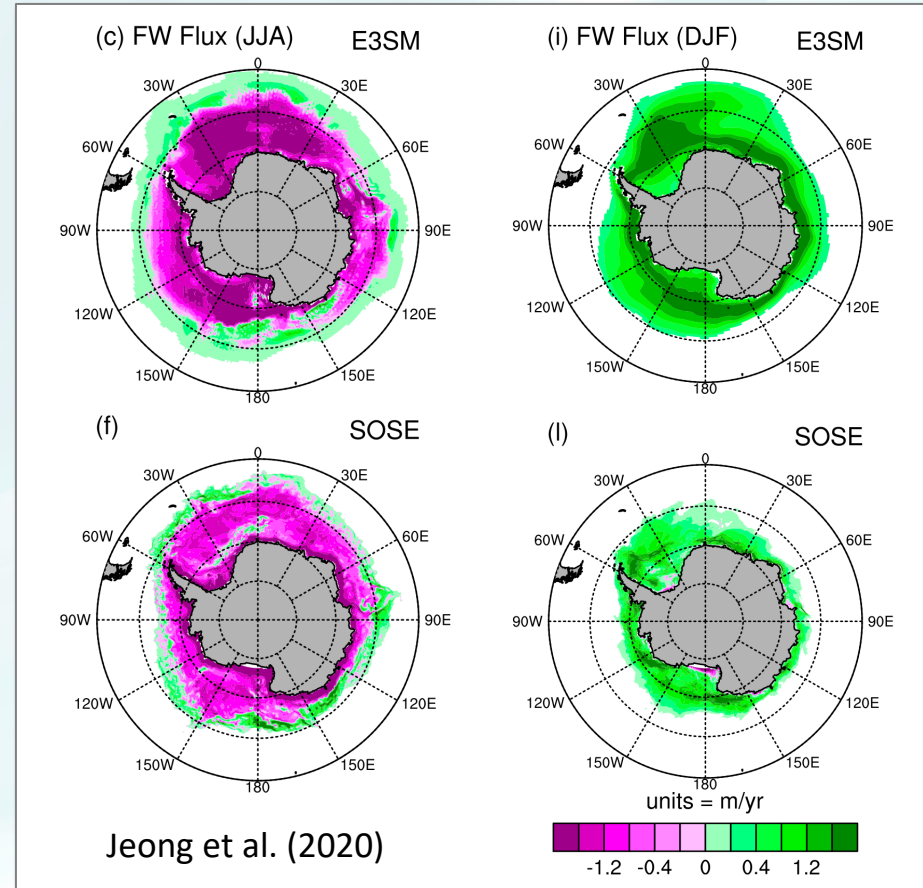 (c) FW Flux (JJA) E3SM
0
30W 30E
60W 60E
90W 90E
120W 120E
150W 150E
180
(i) FW Flux (DJF) E3SM
0
30W 30E
60W 60E
90W 90E
120W 120E
150W 150E
180
(f) SOSE
0
30W 30E
60W 60E
90W 90E
120W 120E
150W 150E
180
(l) SOSE
0
30W 30E
60W 60E
90W 90E
120W 120E
150W 150E
180
units = m/yr
-1.2 -0.4 0 0.4 1.2
Jeong et al. (2020)